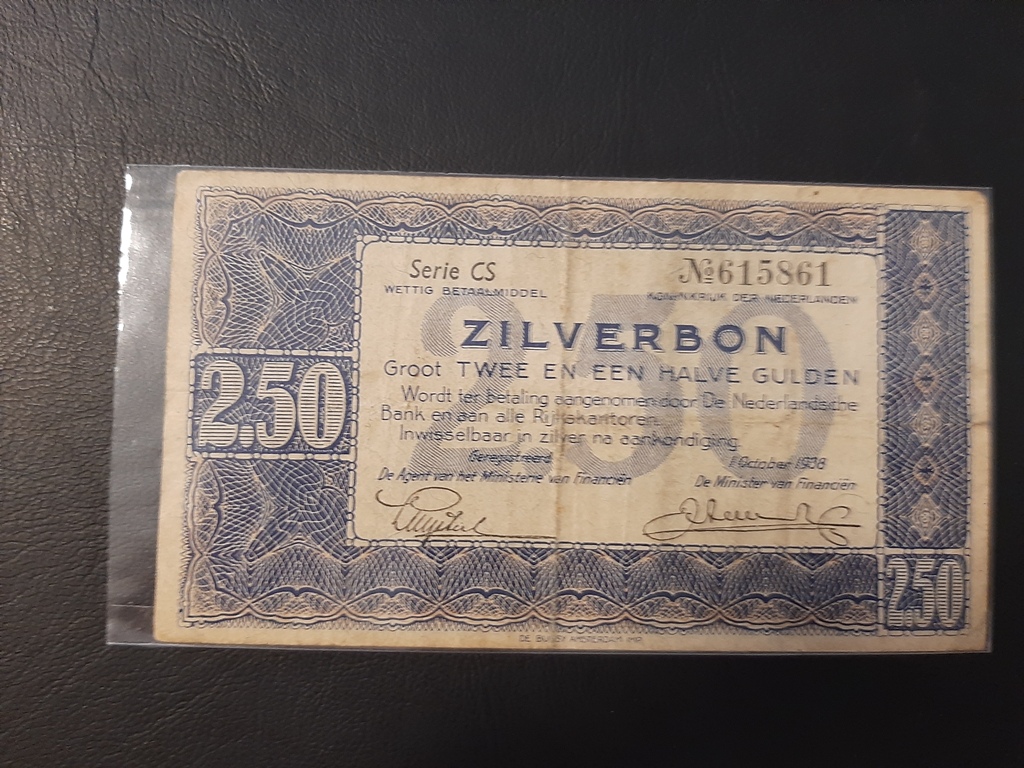 Serie CS
№615861
WETTIG BETAALMIDDEL
KONINKRIJK DER NEDERLANDEN
250
ZILVERBON
Groot TWEE EN EEN HALVE GULDEN
2.50
Wordt ter betaling aangenomen door De Nederlandsche
Bank en aan alle Rijkskantoren.
Inwisselbaar in zilver na aankondiging.
Geregistreerd
1 October 1938
De Agent van het Ministerie van Financiën
De Minister van Financiën
2.50